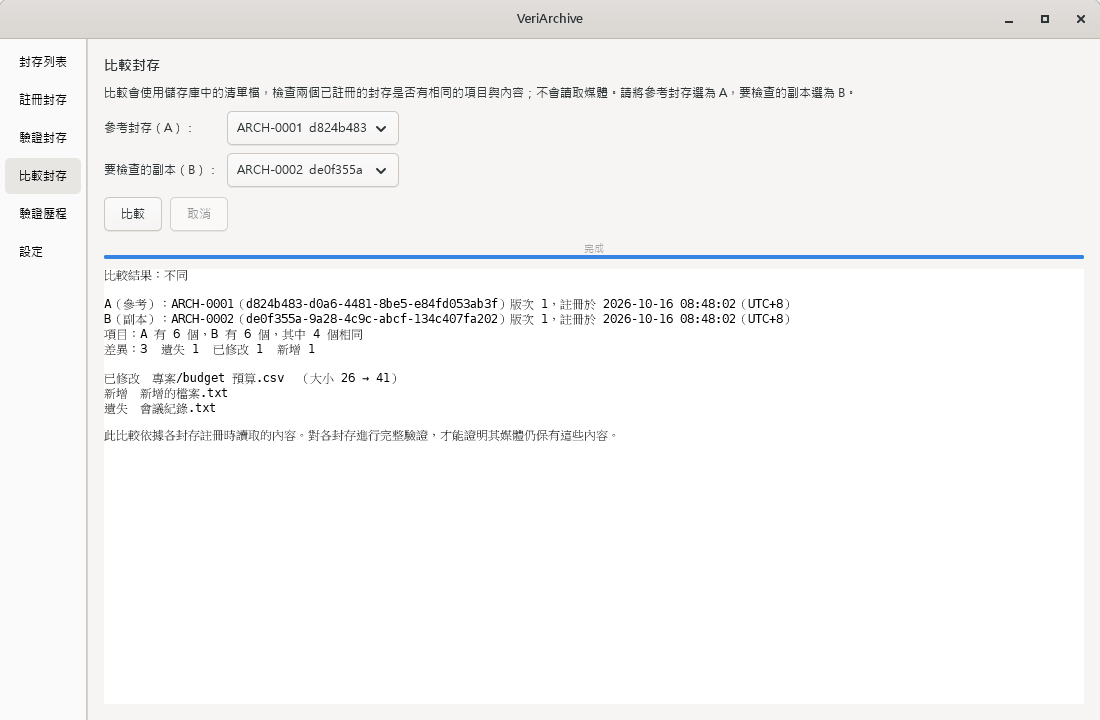 VeriArchive
封存列表
註冊封存
驗證封存
比較封存
驗證歷程
設定
比較封存
比較會使用儲存庫中的清單檔，檢查兩個已註冊的封存是否有相同的項目與內容；不會讀取媒體。請將參考封存選為 A，要檢查的副本選為 B。
參考封存（A）：
ARCH-0001 d824b483
要檢查的副本（B）：
ARCH-0002 de0f355a
比較
取消
完成
比較結果：不同
A（參考）：ARCH-0001（d824b483-d0a6-4481-8be5-e84fd053ab3f）版次 1，註冊於 2026-10-16 08:48:02（UTC+8）
B（副本）：ARCH-0002（de0f355a-9a28-4c9c-abcf-134c407fa202）版次 1，註冊於 2026-10-16 08:48:02（UTC+8）
項目：A 有 6 個，B 有 6 個，其中 4 個相同
差異：3 遺失 1 已修改 1 新增 1
已修改 專案/budget 預算.csv （大小 26 → 41）
新增 新增的檔案.txt
遺失 會議紀錄.txt
此比較依據各封存註冊時讀取的內容。對各封存進行完整驗證，才能證明其媒體仍保有這些內容。